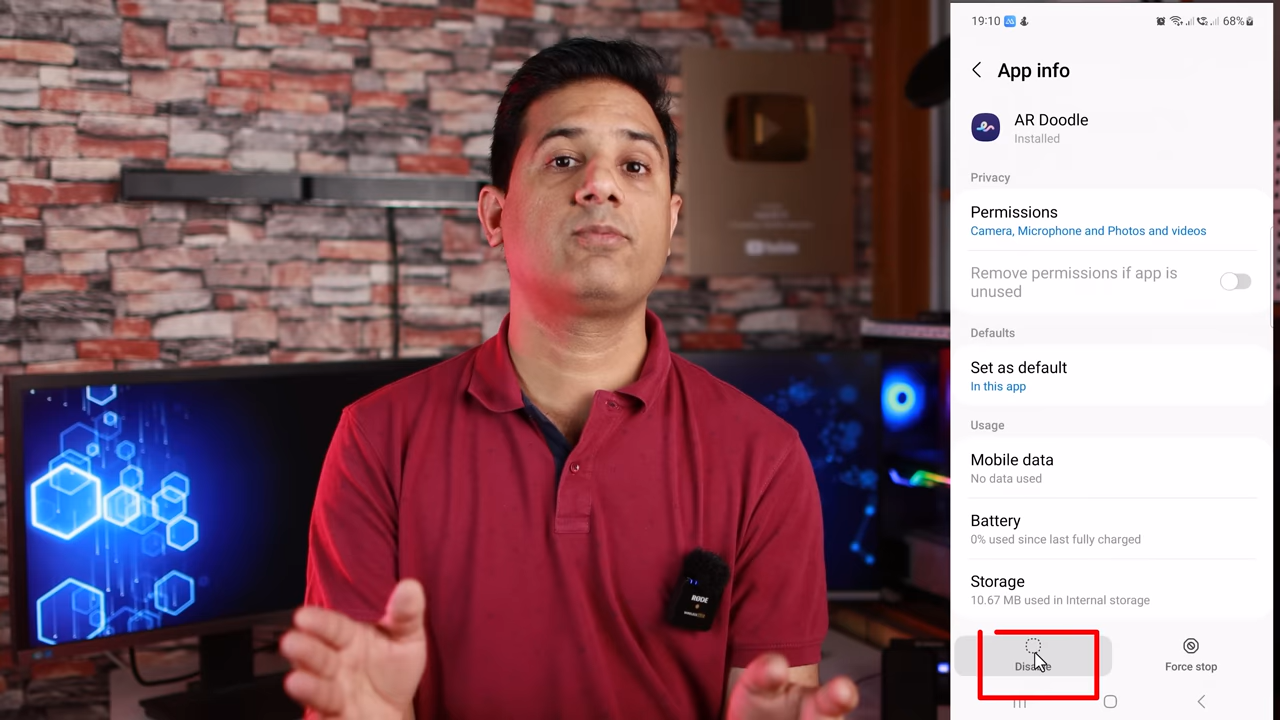 19:10
68%
App info
AR Doodle
Installed
Privacy
Permissions
Camera, Microphone and Photos and videos
Remove permissions if app is
unused
Defaults
Set as default
In this app
Usage
Mobile data
No data used
Battery
0% used since last fully charged
Storage
10.67 MB used in Internal storage
Disable
Force stop
RØDE